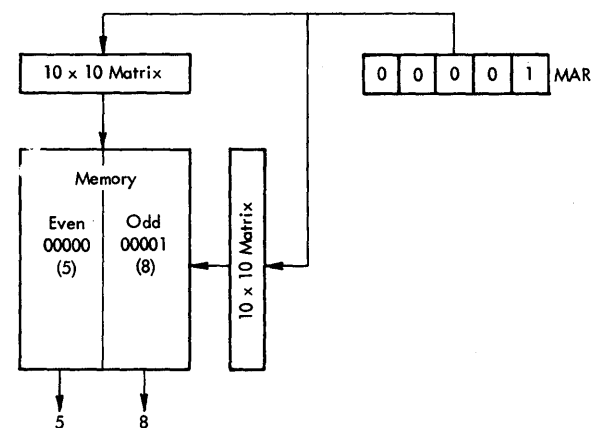 10 x 10 Matrix
0 0 0 0 1 MAR
Memory
Even Odd
00000 00001
(5) (8)
10 x 10 Matrix
5 8